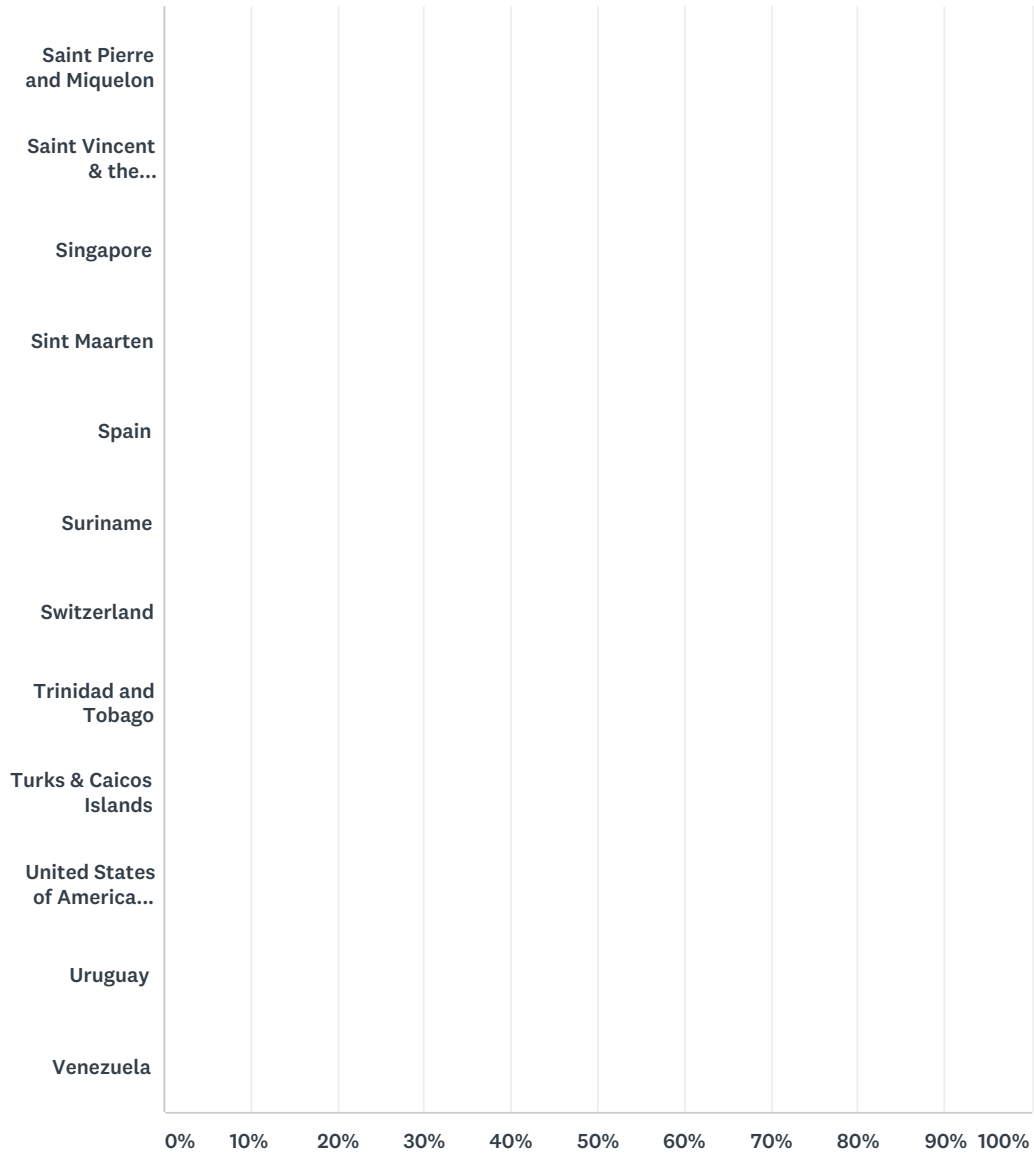 Saint Pierre
and Miquelon
Saint Vincent
& the...
Singapore
Sint Maarten
Spain
Suriname
Switzerland
Trinidad and
Tobago
Turks & Caicos
Islands
United States
of America...
Uruguay
Venezuela
0% 10% 20% 30% 40% 50% 60% 70% 80% 90% 100%